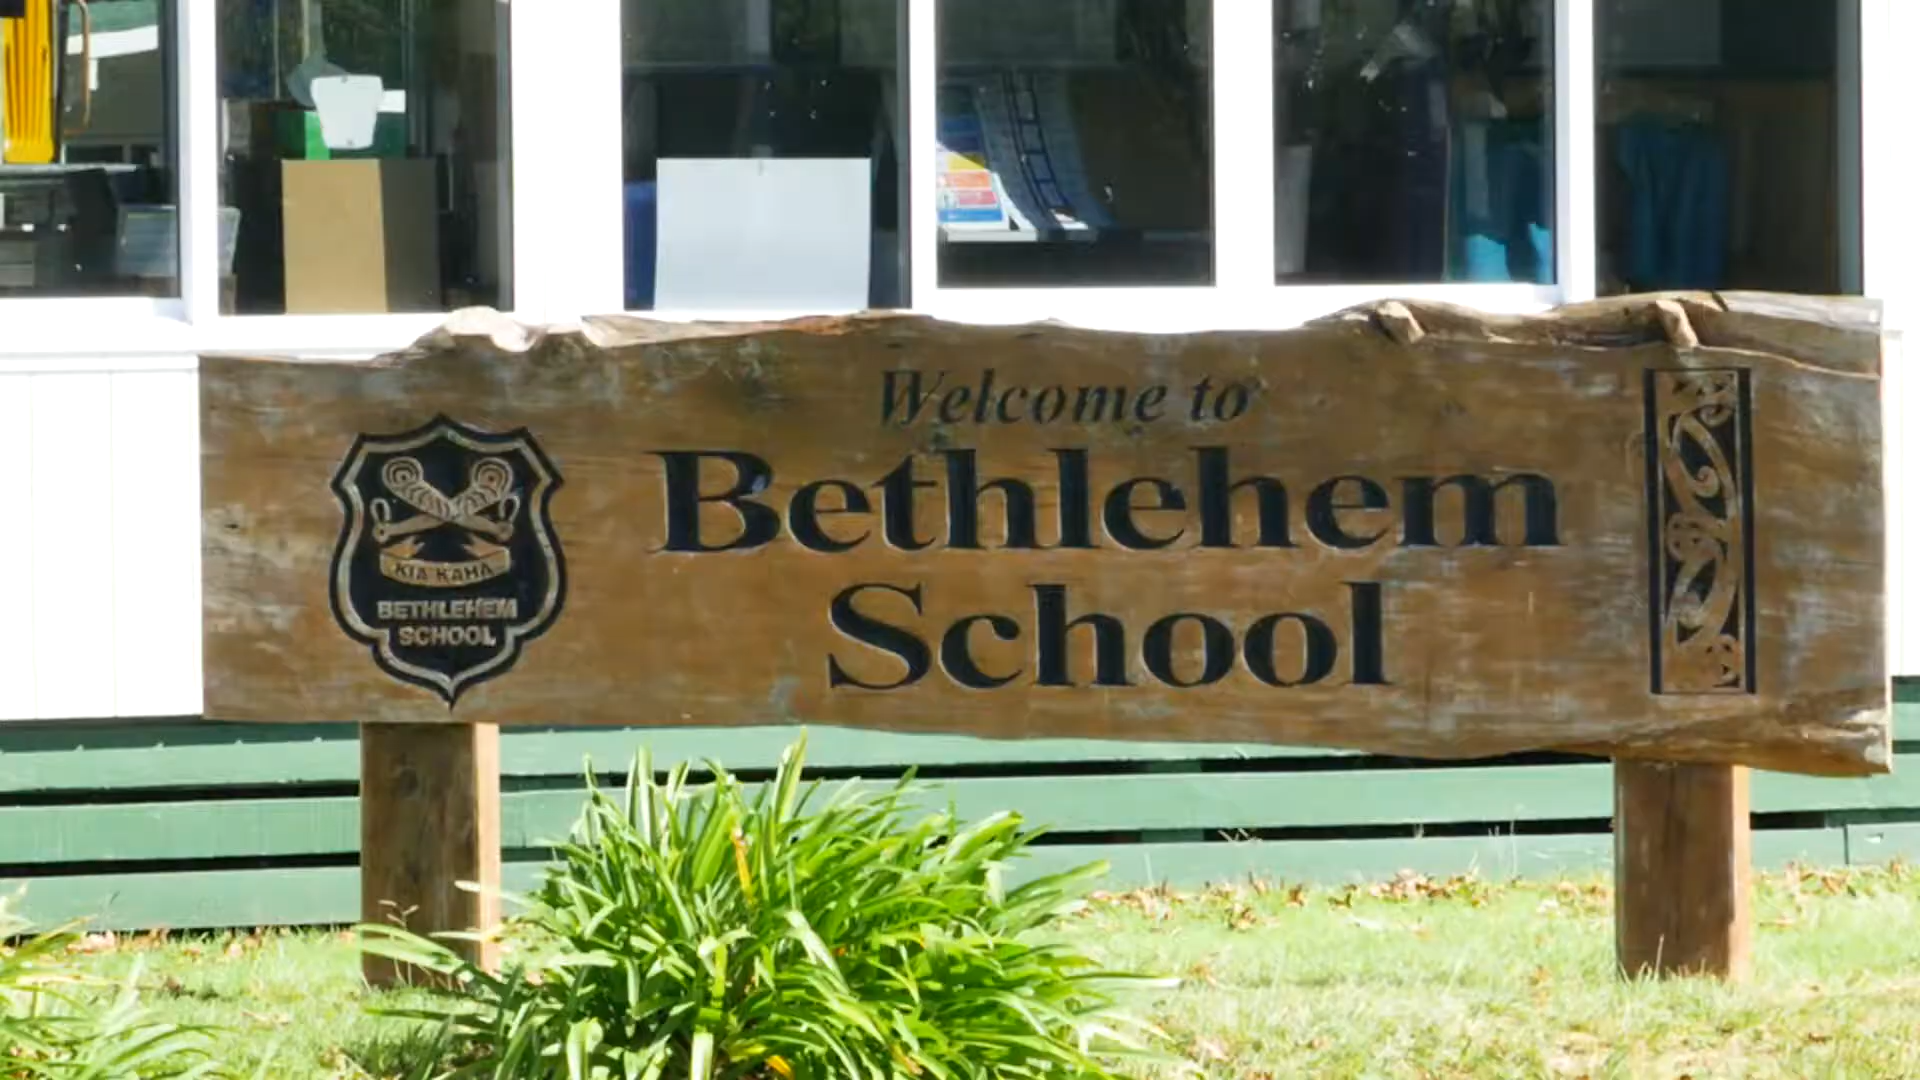 Welcome to
Bethlehem
School
KIA KAHA
BETHLEHEM
SCHOOL